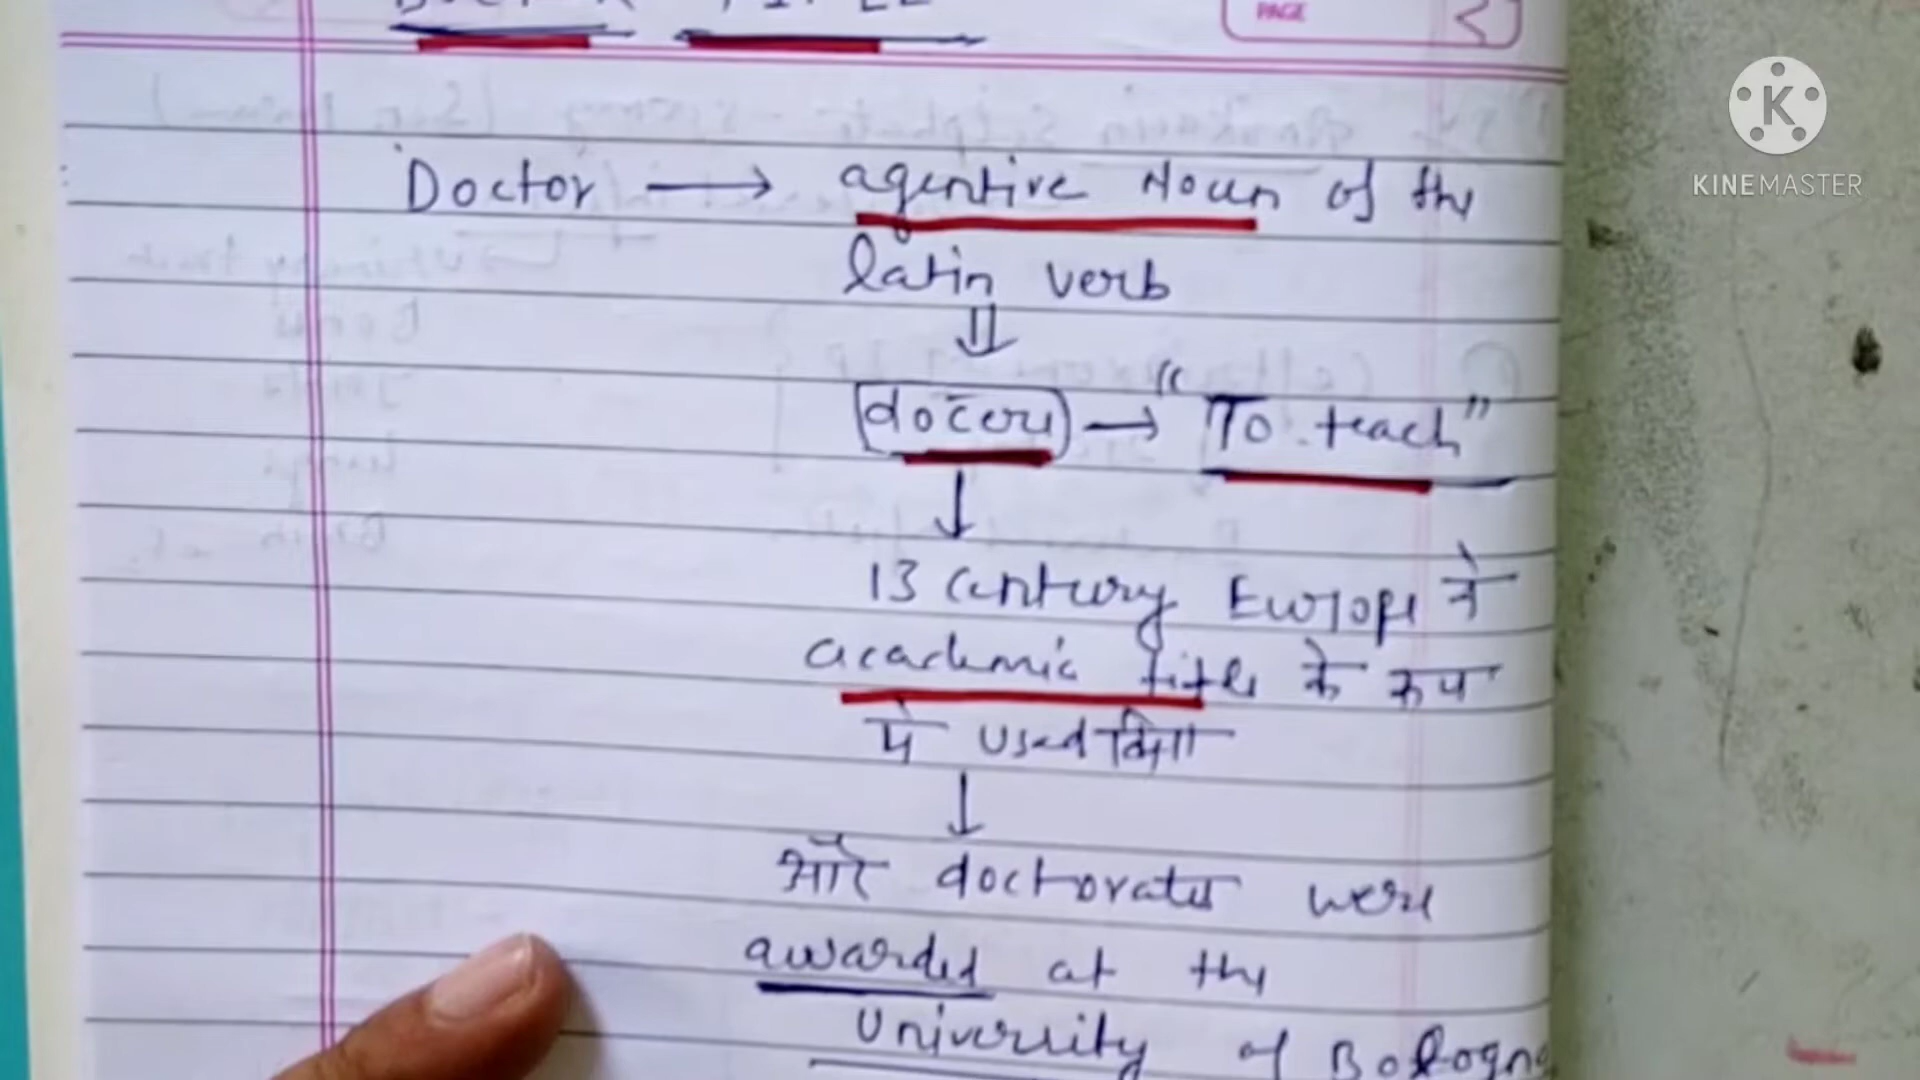 PAGE
Doctor → agentive Noun of the
latin verb
⇓
docere → "To teach"
↓
13 century Europe ने
academic title के रूप
मे used किया
↓
और doctorates were
awarded at the
University of Bologna
KINEMASTER